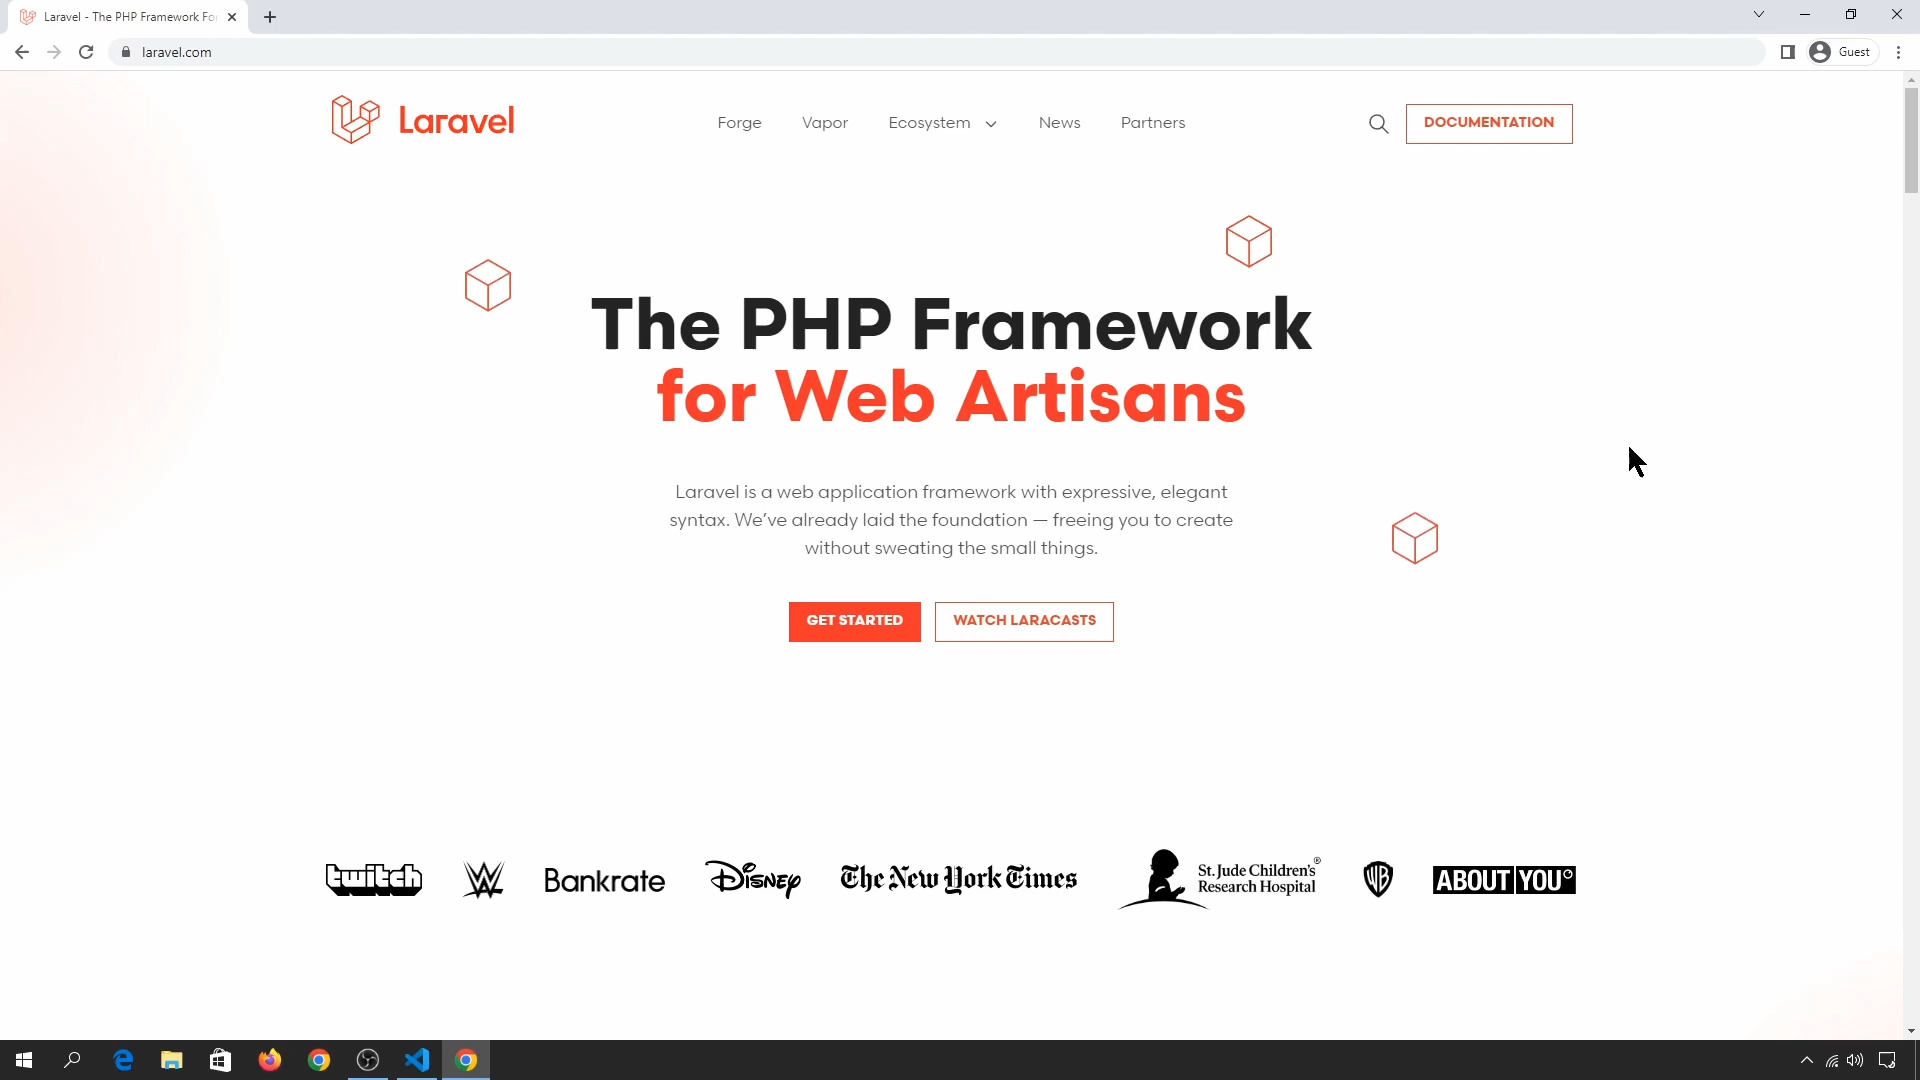 Laravel - The PHP Framework For
laravel.com
Guest
Laravel
Forge
Vapor
Ecosystem
News
Partners
DOCUMENTATION
The PHP Framework
for Web Artisans
Laravel is a web application framework with expressive, elegant
syntax. We’ve already laid the foundation — freeing you to create
without sweating the small things.
GET STARTED
WATCH LARACASTS
twitch
W
Bankrate
Disney
The New York Times
St. Jude Children's®
Research Hospital
WB
ABOUT YOU